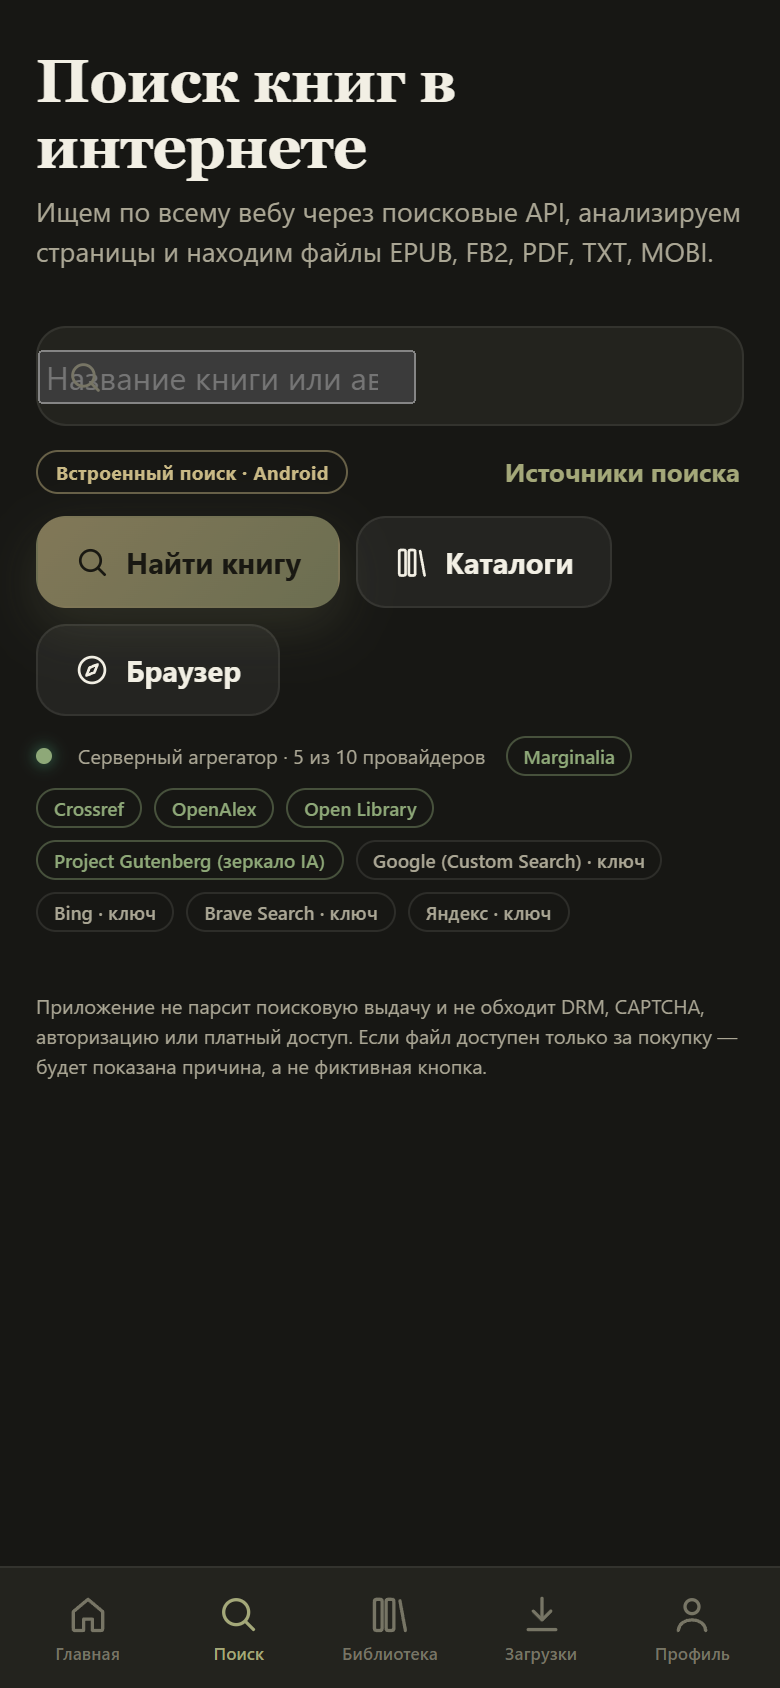 Поиск книг в
интернете
Ищем по всему вебу через поисковые API, анализируем
страницы и находим файлы EPUB, FB2, PDF, TXT, MOBI.
Название книги или ав
Встроенный поиск · Android
Источники поиска
Найти книгу
Каталоги
Браузер
Серверный агрегатор · 5 из 10 провайдеров
Marginalia
Crossref
OpenAlex
Open Library
Project Gutenberg (зеркало IA)
Google (Custom Search) · ключ
Bing · ключ
Brave Search · ключ
Яндекс · ключ
Приложение не парсит поисковую выдачу и не обходит DRM, CAPTCHA,
авторизацию или платный доступ. Если файл доступен только за покупку —
будет показана причина, а не фиктивная кнопка.
Главная
Поиск
Библиотека
Загрузки
Профиль